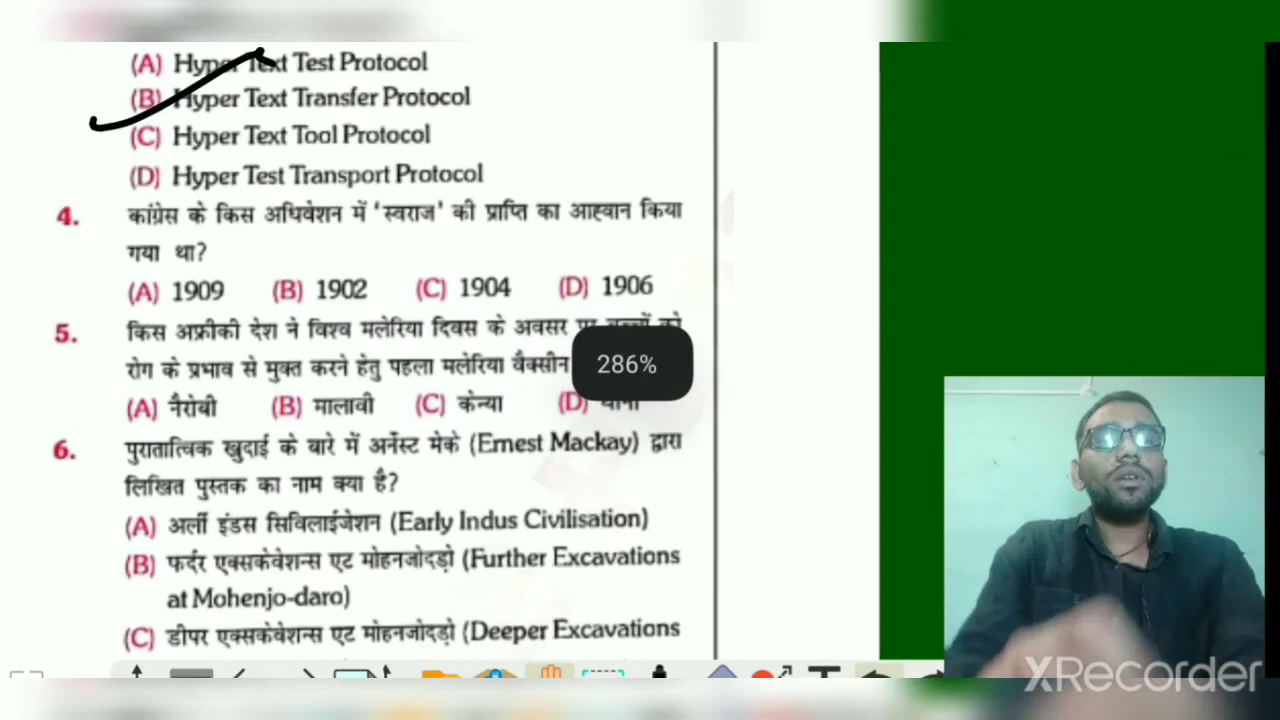 (A) Hyper Text Test Protocol
(B) Hyper Text Transfer Protocol
(C) Hyper Text Tool Protocol
(D) Hyper Test Transport Protocol
4. कांग्रेस के किस अधिवेशन में 'स्वराज' की प्राप्ति का आह्वान किया
गया था?
(A) 1909 (B) 1902 (C) 1904 (D) 1906
5. किस अफ्रीकी देश ने विश्व मलेरिया दिवस के अवसर पर बच्चों को
रोग के प्रभाव से मुक्त करने हेतु पहला मलेरिया वैक्सीन
286%
(A) नैरोबी (B) मालावी (C) केन्या (D)
6. पुरातात्विक खुदाई के बारे में अर्नेस्ट मेके (Ernest Mackay) द्वारा
लिखित पुस्तक का नाम क्या है?
(A) अर्ली इंडस सिविलाईजेशन (Early Indus Civilisation)
(B) फर्दर एक्सकेवेशन्स एट मोहनजोदड़ो (Further Excavations
at Mohenjo-daro)
(C) डीपर एक्सकेवेशन्स एट मोहनजोदड़ो (Deeper Excavations
XRecorder